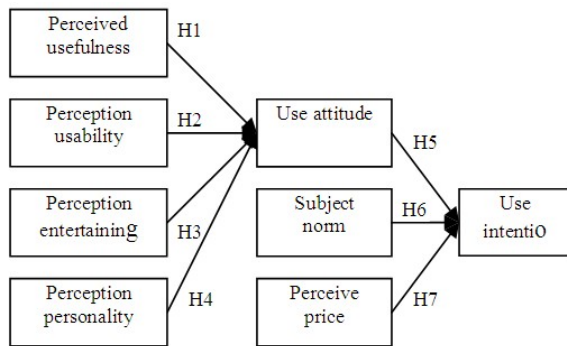 Perceived
usefulness
H1
Perception
usability
H2
Use attitude
H5
Perception
entertaining
H3
Subject
norm
H6
Use
intentio
Perception
personality
H4
Perceive
price
H7